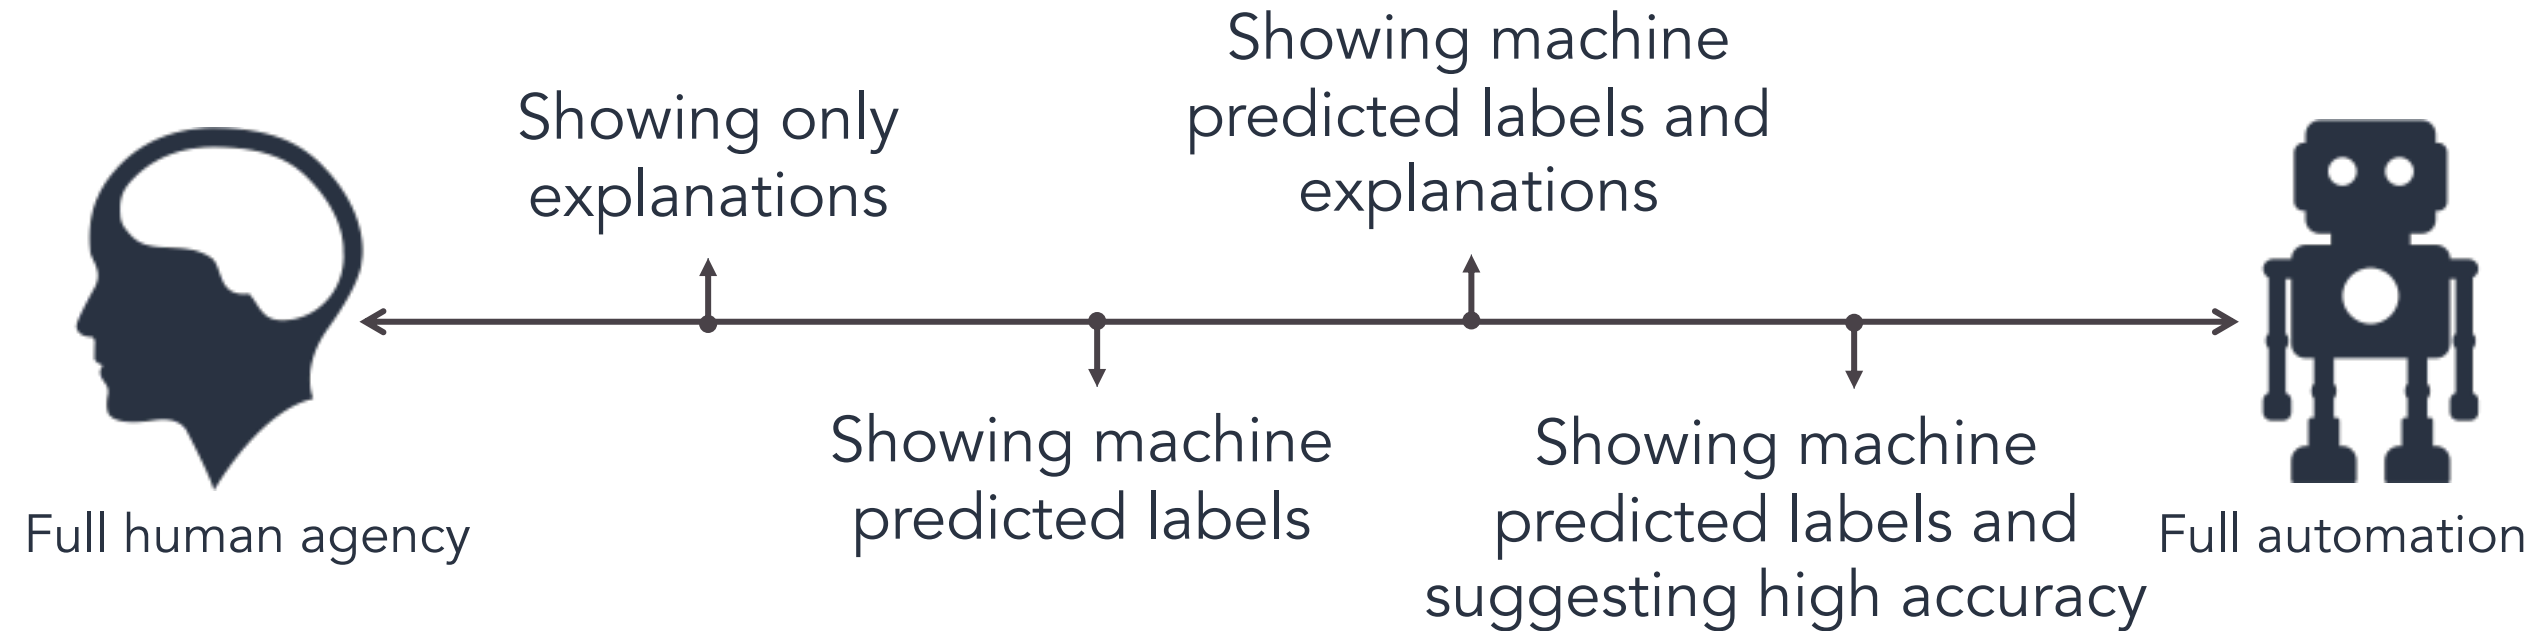 Full human agency
Showing only
explanations
Showing machine
predicted labels
Showing machine
predicted labels and
explanations
Showing machine
predicted labels and
suggesting high accuracy
Full automation